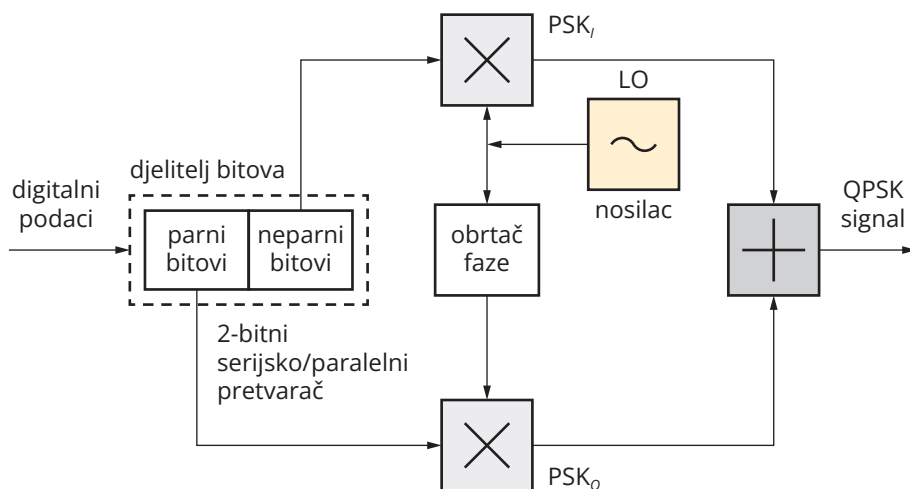 PSK_I
LO
djelitelj bitova
digitalni
podaci
parni
bitovi
neparni
bitovi
nosilac
obrtač
faze
QPSK
signal
2-bitni
serijsko/paralelni
pretvarač
PSK_Q